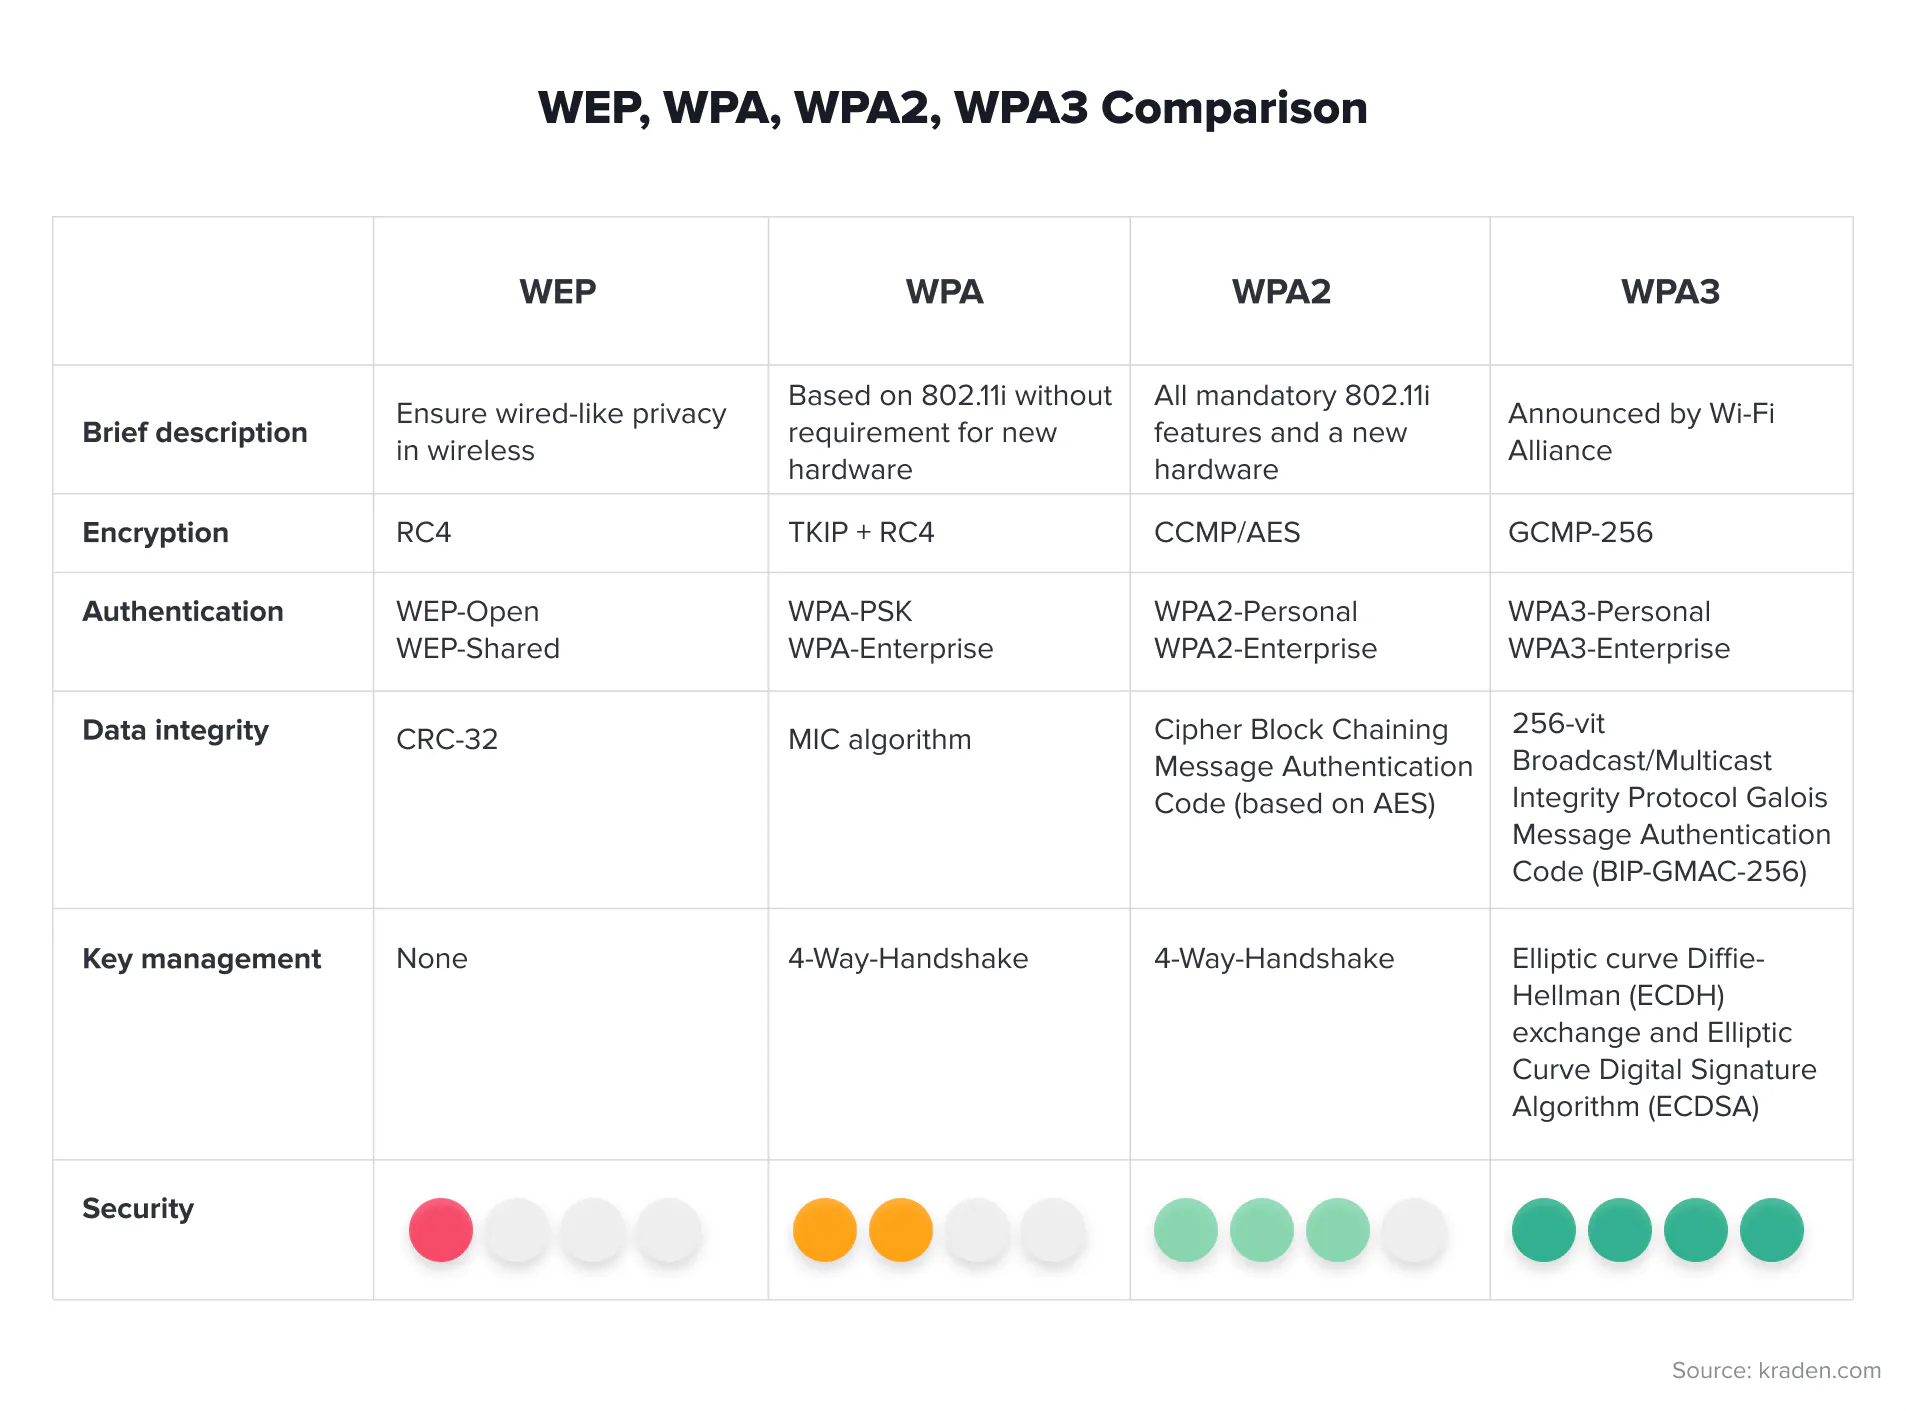 WEP, WPA, WPA2, WPA3 Comparison
WEP
WPA
WPA2
WPA3
Brief description
Ensure wired-like privacy
in wireless
Based on 802.11i without
requirement for new
hardware
All mandatory 802.11i
features and a new
hardware
Announced by Wi-Fi
Alliance
Encryption
RC4
TKIP + RC4
CCMP/AES
GCMP-256
Authentication
WEP-Open
WEP-Shared
WPA-PSK
WPA-Enterprise
WPA2-Personal
WPA2-Enterprise
WPA3-Personal
WPA3-Enterprise
Data integrity
CRC-32
MIC algorithm
Cipher Block Chaining
Message Authentication
Code (based on AES)
256-vit
Broadcast/Multicast
Integrity Protocol Galois
Message Authentication
Code (BIP-GMAC-256)
Key management
None
4-Way-Handshake
4-Way-Handshake
Elliptic curve Diffie-
Hellman (ECDH)
exchange and Elliptic
Curve Digital Signature
Algorithm (ECDSA)
Security
Source: kraden.com